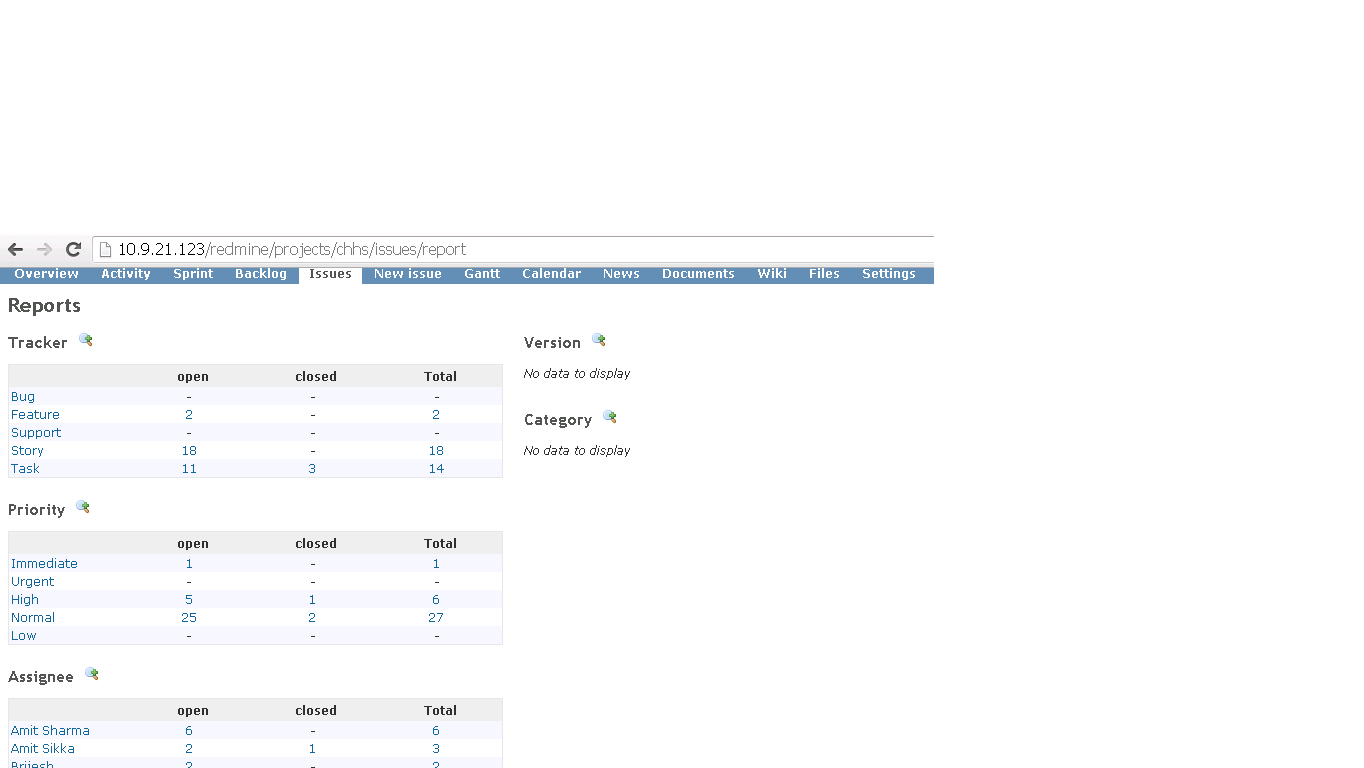 10.9.21.123/redmine/projects/chhs/issues/report
Overview Activity Sprint Backlog Issues New issue Gantt Calendar News Documents Wiki Files Settings
Reports
Tracker
open closed Total
Bug - - -
Feature 2 - 2
Support - - -
Story 18 - 18
Task 11 3 14
Priority
open closed Total
Immediate 1 - 1
Urgent - - -
High 5 1 6
Normal 25 2 27
Low - - -
Assignee
open closed Total
Amit Sharma 6 - 6
Amit Sikka 2 1 3
Brijesh 2 - 2
Version
No data to display
Category
No data to display